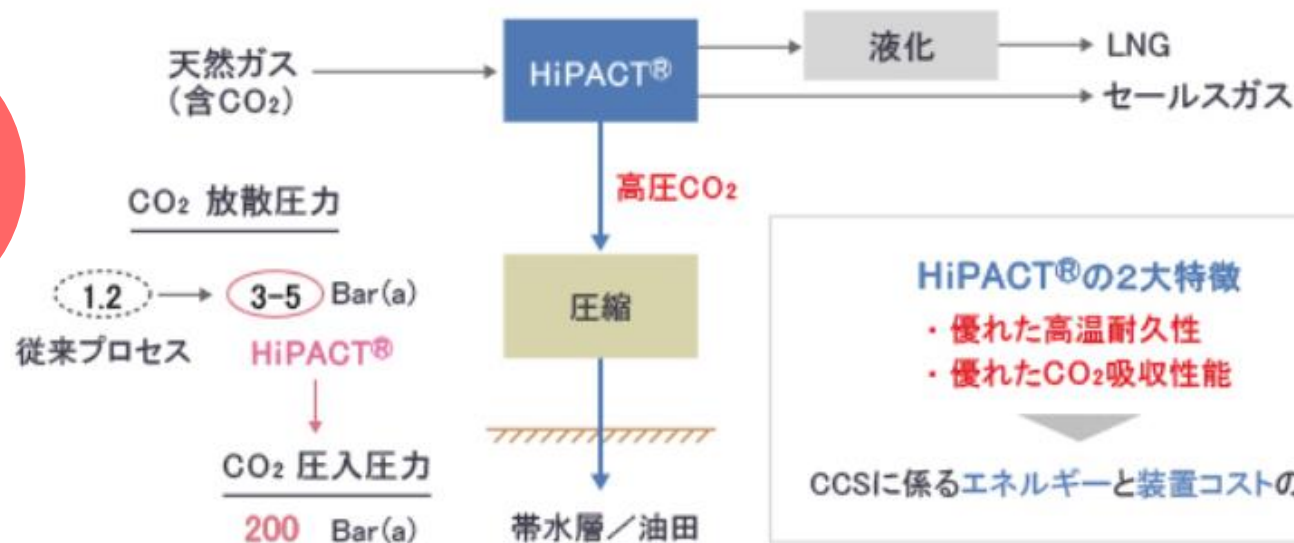 天然ガス
(含CO₂)
HiPACT®
液化
LNG
セールスガス
高圧CO₂
CO₂ 放散圧力
1.2
3-5 Bar(a)
従来プロセス
HiPACT®
圧縮
CO₂ 圧入圧力
200 Bar(a)
帯水層／油田
HiPACT®の2大特徴
・優れた高温耐久性
・優れたCO₂吸収性能
CCSに係るエネルギーと装置コストの